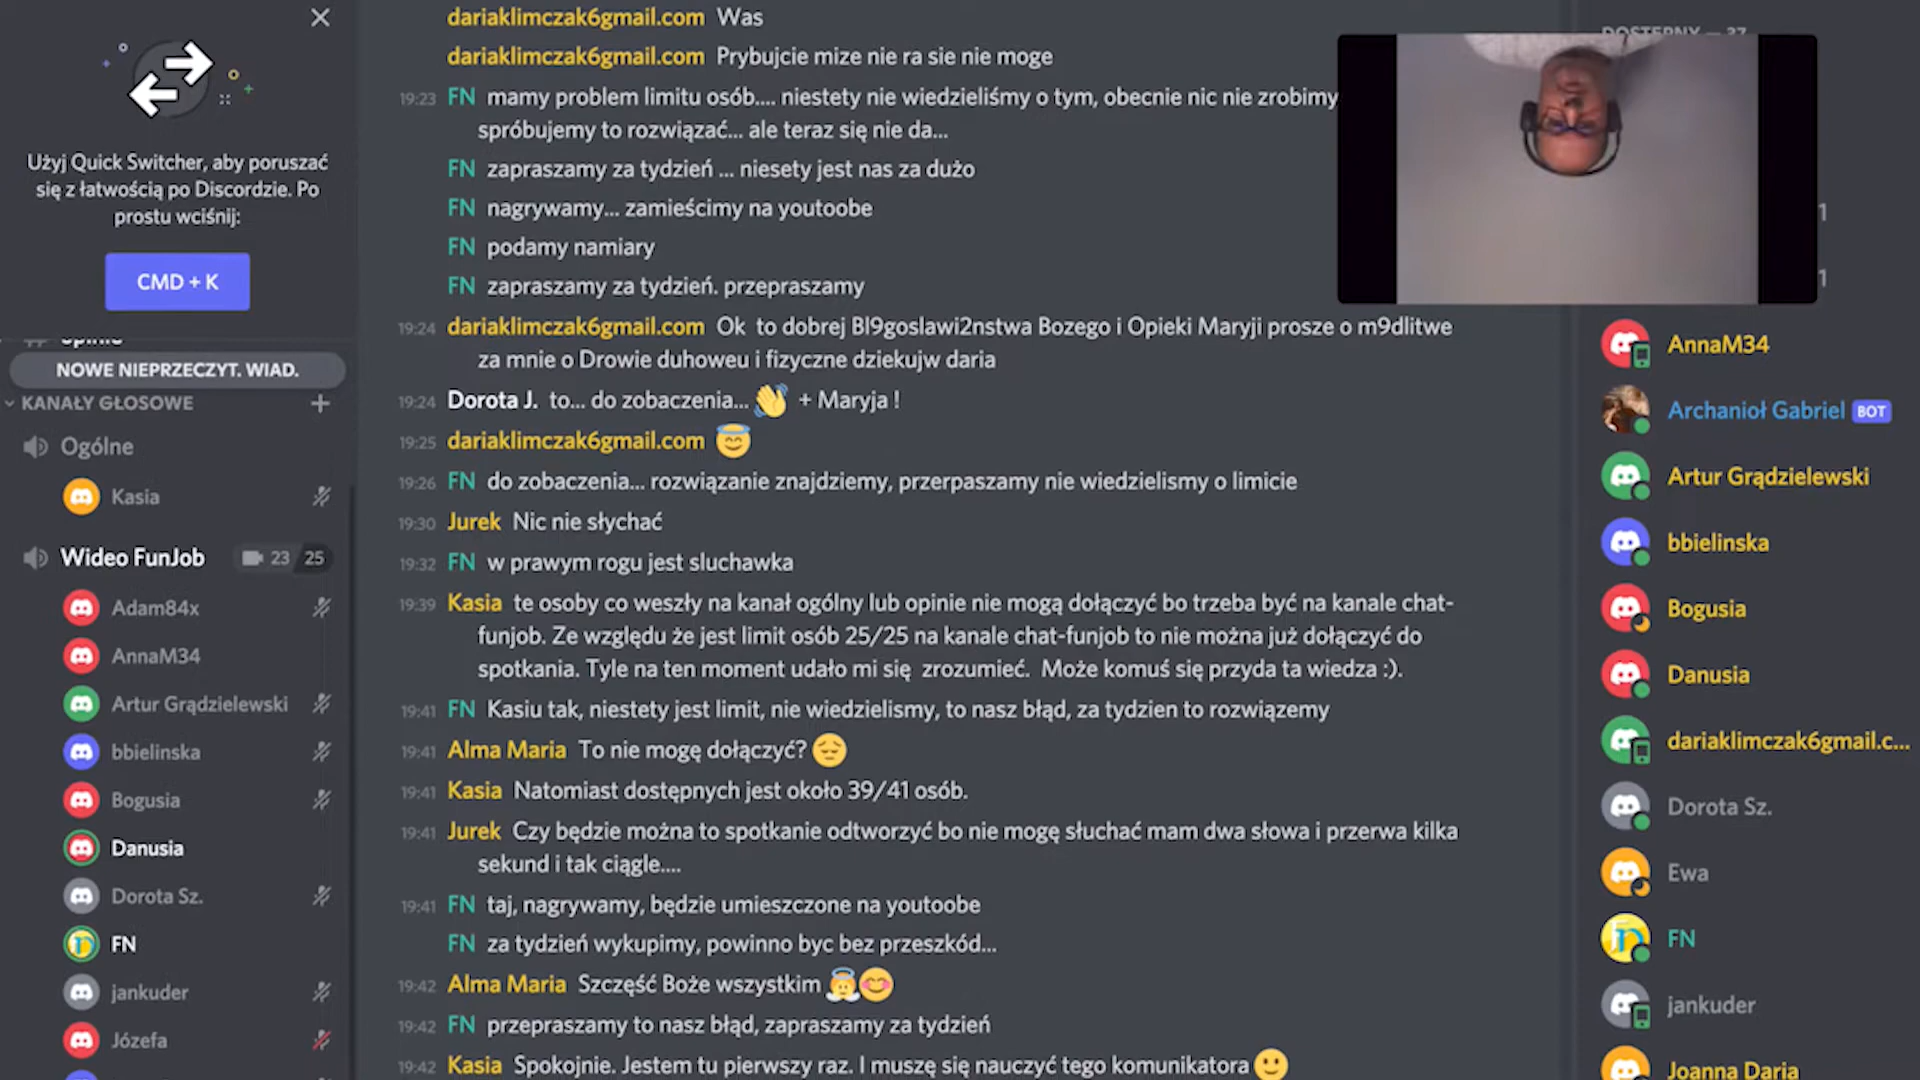 Użyj Quick Switcher, aby poruszać
się z łatwością po Discordzie. Po
prostu wciśnij:
CMD + K
opinie
NOWE NIEPRZECZYT. WIAD.
KANAŁY GŁOSOWE
Ogólne
Kasia
Wideo FunJob 23 25
Adam84x
AnnaM34
Artur Grądzielewski
bbielinska
Bogusia
Danusia
Dorota Sz.
FN
jankuder
Józefa
dariaklimczak6gmail.com Was
dariaklimczak6gmail.com Prybujcie mize nie ra sie nie moge
19:23 FN mamy problem limitu osób.... niestety nie wiedzieliśmy o tym, obecnie nic nie zrobimy
spróbujemy to rozwiązać... ale teraz się nie da...
FN zapraszamy za tydzień ... niesety jest nas za dużo
FN nagrywamy... zamieścimy na youtoobe
FN podamy namiary
FN zapraszamy za tydzień. przepraszamy
19:24 dariaklimczak6gmail.com Ok to dobrej Bl9goslawi2nstwa Bozego i Opieki Maryji prosze o m9dlitwe
za mnie o Drowie duhoweu i fizyczne dziekujw daria
19:24 Dorota J. to... do zobaczenia... 👋 + Maryja !
19:25 dariaklimczak6gmail.com 😇
19:26 FN do zobaczenia... rozwiązanie znajdziemy, przerpaszamy nie wiedzielismy o limicie
19:30 Jurek Nic nie słychać
19:32 FN w prawym rogu jest sluchawka
19:39 Kasia te osoby co weszły na kanał ogólny lub opinie nie mogą dołączyć bo trzeba być na kanale chat-
funjob. Ze względu że jest limit osób 25/25 na kanale chat-funjob to nie można już dołączyć do
spotkania. Tyle na ten moment udało mi się zrozumieć. Może komuś się przyda ta wiedza :).
19:41 FN Kasiu tak, niestety jest limit, nie wiedzielismy, to nasz błąd, za tydzien to rozwiązemy
19:41 Alma Maria To nie mogę dołączyć? 😔
19:41 Kasia Natomiast dostępnych jest około 39/41 osób.
19:41 Jurek Czy będzie można to spotkanie odtworzyć bo nie mogę słuchać mam dwa słowa i przerwa kilka
sekund i tak ciągle....
19:41 FN taj, nagrywamy, będzie umieszczone na youtoobe
FN za tydzień wykupimy, powinno byc bez przeszkód...
19:42 Alma Maria Szczęść Boże wszystkim 👼😊
19:42 FN przepraszamy to nasz błąd, zapraszamy za tydzień
19:42 Kasia Spokojnie. Jestem tu pierwszy raz. I muszę się nauczyć tego komunikatora 🙂
DOSTĘPNY — 37
1
1
AnnaM34
Archanioł Gabriel BOT
Artur Grądzielewski
bbielinska
Bogusia
Danusia
dariaklimczak6gmail.c...
Dorota Sz.
Ewa
FN
jankuder
Joanna Daria